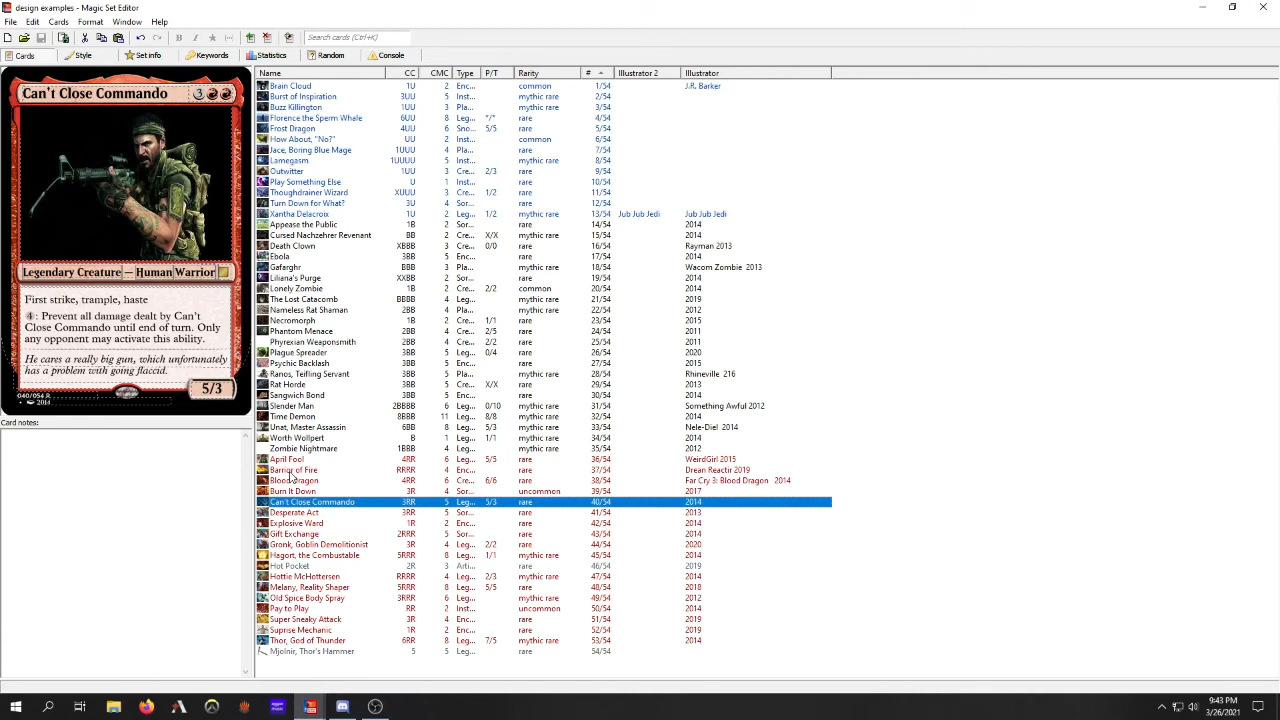 design examples - Magic Set Editor
File Edit Cards Format Window Help
B I Search cards (Ctrl+K)
Cards Style Set info Keywords Statistics Random Console
Can't Close Commando 3
Legendary Creature — Human Warrior
First strike, trample, haste
4: Prevent all damage dealt by Can't
Close Commando until end of turn. Only
any opponent may activate this ability.
He cares a really big gun, which unfortunately
has a problem with going flaccid.
5/3
040/054 R
2014
Card notes:
Name CC CMC Type P/T Rarity # Illustrator 2 Illustrator
Brain Cloud 1U 2 Enc... common 1/54 J.R. Barker
Burst of Inspiration 3UU 5 Inst... mythic rare 2/54
Buzz Killington 1UU 5 Pla... mythic rare 3/54
Florence the Sperm Whale 6UU 8 Leg... */* rare 4/54
Frost Dragon 4UU 6 Sno... 5/5 rare 5/54
How About, "No?" UU 2 Inst... common 6/54
Jace, Boring Blue Mage 1UUU 4 Pla... rare 7/54
Lamegasm 1UUUU 5 Inst... mythic rare 8/54
Outwitter 1UU 3 Cre... 2/3 rare 9/54
Play Something Else U 1 Inst... rare 10/54
Thoughdrainer Wizard XUUU 3 Cre... 1/2 rare 11/54
Turn Down for What? 3U 4 Sor... rare 12/54
Xantha Delacroix 1U 2 Leg... 1/2 mythic rare 13/54 Jub Jub Jedi Jub Jub Jedi
Appease the Public 1B 2 Sor... rare 14/54 2014
Cursed Nachzehrer Revenant BB 2 Cre... X/X mythic rare 15/54 2014
Death Clown XBBB 3 Cre... 0/0 rare 16/54 Rayman 2013
Ebola 3BB 5 Enc... rare 17/54 2014
Gafarghr BBB 3 Pla... mythic rare 18/54 Wacom Zombie 2013
Liliana's Purge XXBB 2 Sor... rare 19/54
Lonely Zombie 1B 2 Cre... 2/2 common 20/54 2014
The Lost Catacomb BBBB 4 Leg... mythic rare 21/54 2019
Nameless Rat Shaman 2BB 4 Pla... mythic rare 22/54 2012
Necromorph 1B 2 Cre... 1/1 rare 23/54 2015
Phantom Menace 2BB 4 Cre... 2/5 rare 24/54 2011
Phyrexian Weaponsmith 2BB 4 Cre... 2/2 rare 25/54 2011
Plague Spreader 3BB 5 Leg... 0/4 rare 26/54 2020
Psychic Backlash 3BB 5 Enc... rare 27/54 2015
Ranos, Teifling Servant 3BB 5 Pla... mythic rare 28/54 Rhineville 216
Rat Horde 3BB 5 Cre... X/X rare 29/54 2013
Sangwich Bond 3BB 5 Enc... rare 30/54 2014
Slender Man 2BBBB 6 Leg... 0/10 mythic rare 31/54 Something Awful 2012
Time Demon 8BBB 11 Leg... 8/8 mythic rare 32/54 2014
Unat, Master Assassin 6BB 8 Leg... 5/3 mythic rare 33/54 Nele-Diel 2014
Worth Wollpert B 1 Leg... 1/1 mythic rare 34/54 2014
Zombie Nightmare 1BBB 4 Leg... mythic rare 35/54 2012
April Fool 4RR 6 Leg... 5/5 rare 36/54 WeirdGirl 2015
of Fire RRRR 4 Enc... rare 37/54 Drean Reactir 2019
Blood Dragon 4RR 6 Cre... 6/6 rare 38/54 Far Cry 3: Blood Dragon 2014
Burn It Down 3R 4 Sor... uncommon 39/54 2017
Can't Close Commando 3RR 5 Leg... 5/3 rare 40/54 2014
Desperate Act 3RR 5 Sor... rare 41/54 2013
Explosive Ward 1R 2 Enc... rare 42/54 2014
Gift Exchange 2RRR 5 Sor... rare 43/54 2014
Gronk, Goblin Demolitionist 3R 4 Leg... 2/2 rare 44/54 2020
Hagort, the Combustable 5RRR 8 Leg... 1/1 mythic rare 45/54 2014
Hot Pocket 2R 3 Arti... rare 46/54 2019
Hottie McHottersen RRRR 4 Leg... 2/3 mythic rare 47/54 2014
Melany, Reality Shaper 5RRR 8 Leg... 5/5 rare 48/54 2018
Old Spice Body Spray 3RRR 6 Leg... mythic rare 49/54 2012
Pay to Play RR 2 Inst... uncommon 50/54 2014
Super Sneaky Attack 3R 4 Enc... rare 51/54 2019
Suprise Mechanic 1R 2 Enc... rare 52/54 2019
Thor, God of Thunder 6RR 8 Leg... 7/5 mythic rare 53/54 2014
Mjolnir, Thor's Hammer 5 5 Leg... rare 54/54
9:43 PM
3/26/2021